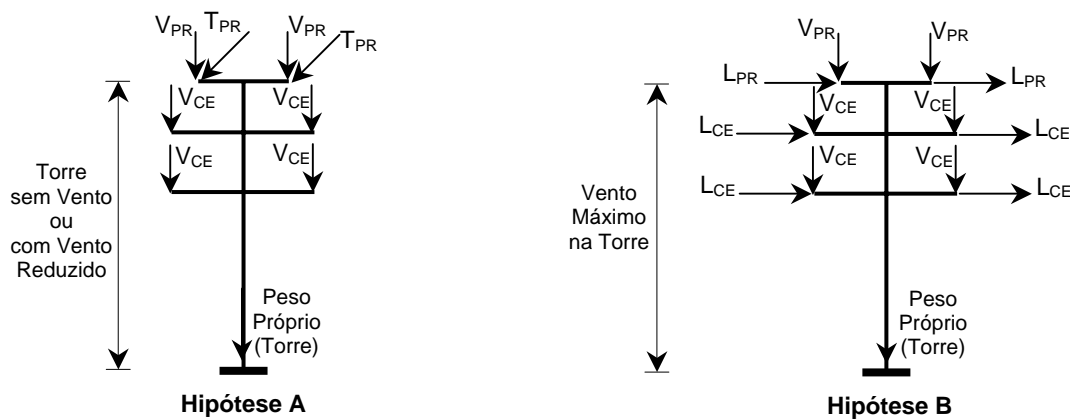 V_PR T_PR V_PR T_PR
V_CE V_CE
V_CE V_CE
Torre
sem Vento
ou
com Vento
Reduzido
Peso
Próprio
(Torre)
Hipótese A
V_PR V_PR
L_PR L_PR
V_CE V_CE
L_CE L_CE
V_CE V_CE
L_CE L_CE
Vento
Máximo
na Torre
Peso
Próprio
(Torre)
Hipótese B